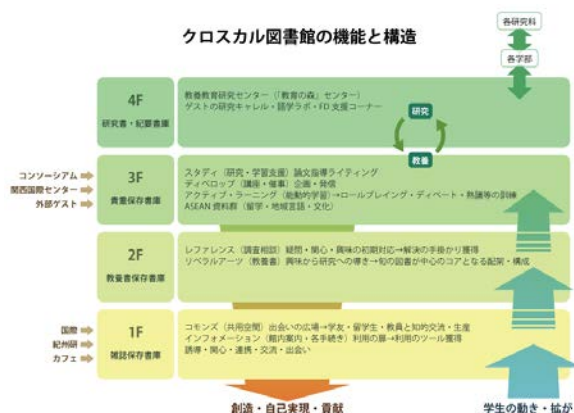 クロスカル図書館の機能と構造
各研究科
各学部
4F
研究書・紀要書庫
教養教育研究センター（「教育の森」センター）
ゲストの研究キャレル・語学ラボ・FD支援コーナー
研究
教養
コンソーシアム
関西国際センター
外部ゲスト
3F
貴重保存書庫
スタディ（研究・学習支援）論文指導ライティング
ディベロップ（講座・催事）企画・発信
アクティブ・ラーニング（能動的学習）→ロールプレイング・ディベート・熟議等の訓練
ASEAN 資料群（留学・地域言語・文化）
2F
教養書保存書庫
レファレンス（調査相談）疑問・関心・興味の初期対応→解決の手掛かり獲得
リベラルアーツ（教養書）興味から研究への導き→旬の図書が中心のコアとなる配架・構成
国際
紀州研
カフェ
1F
雑誌保存書庫
コモンズ（共用空間）出会いの広場→学友・留学生・教員と知的交流・生産
インフォメーション（館内案内・各手続き）利用の扉→利用のツール獲得
誘導・関心・連携・交流・出会い
創造・自己実現・貢献
学生の動き・拡が